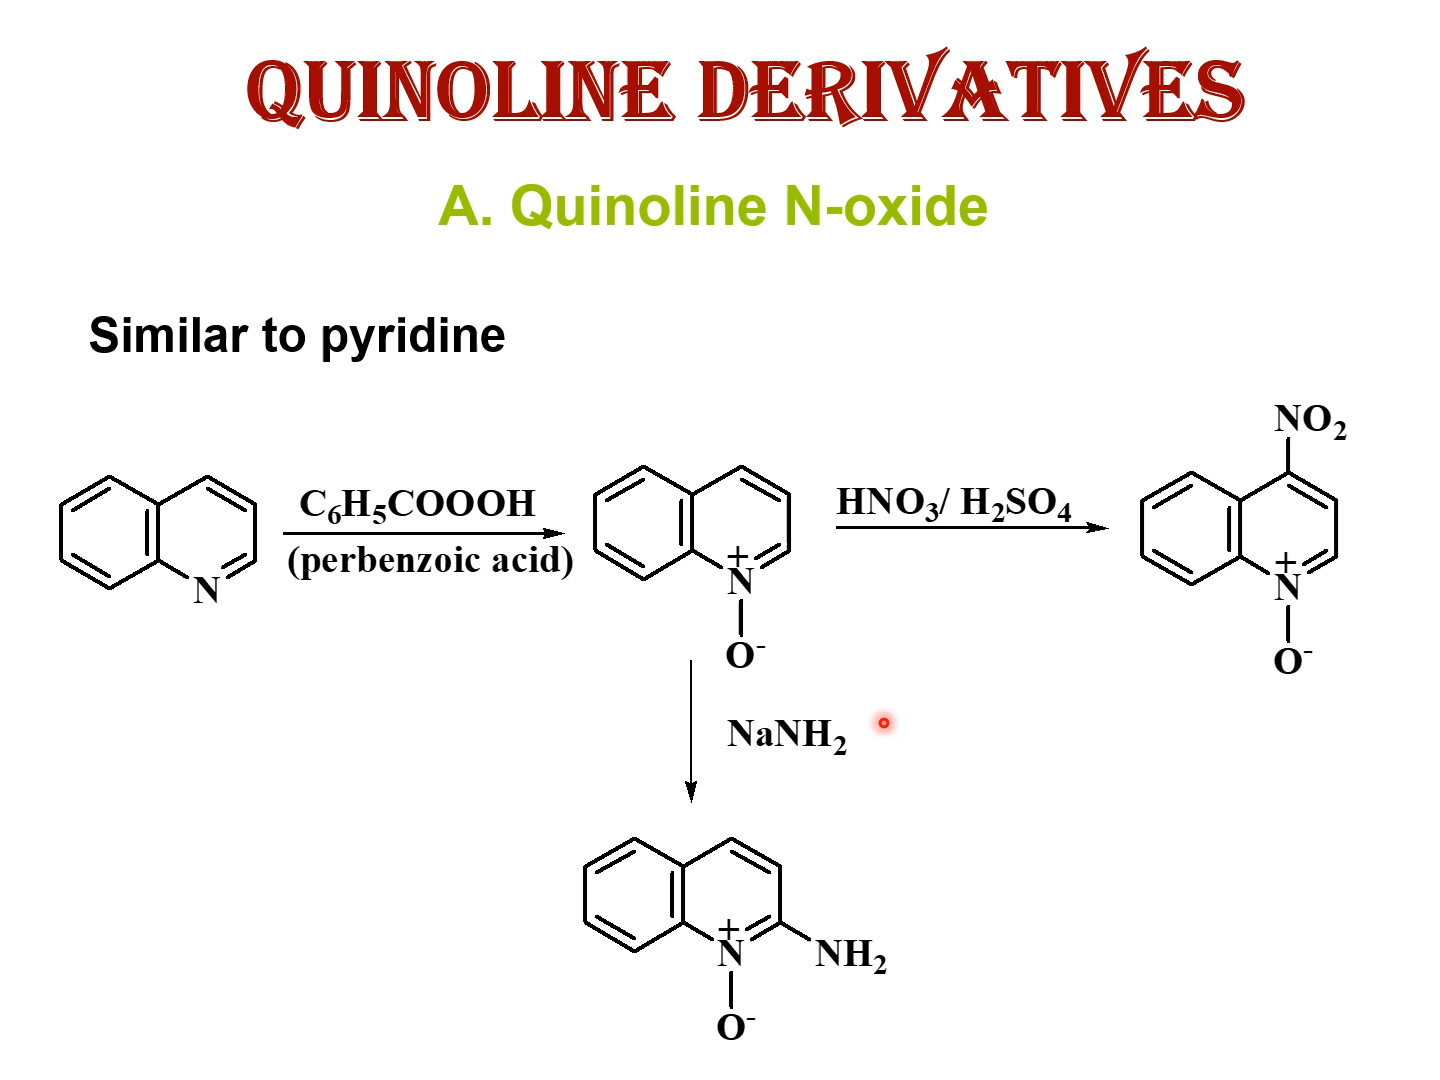 QUINOLINE DERIVATIVES
A. Quinoline N-oxide
Similar to pyridine
NO2
C6H5COOOH
(perbenzoic acid)
HNO3/ H2SO4
N
+
N
O-
+
N
O-
NaNH2
+
N
NH2
O-